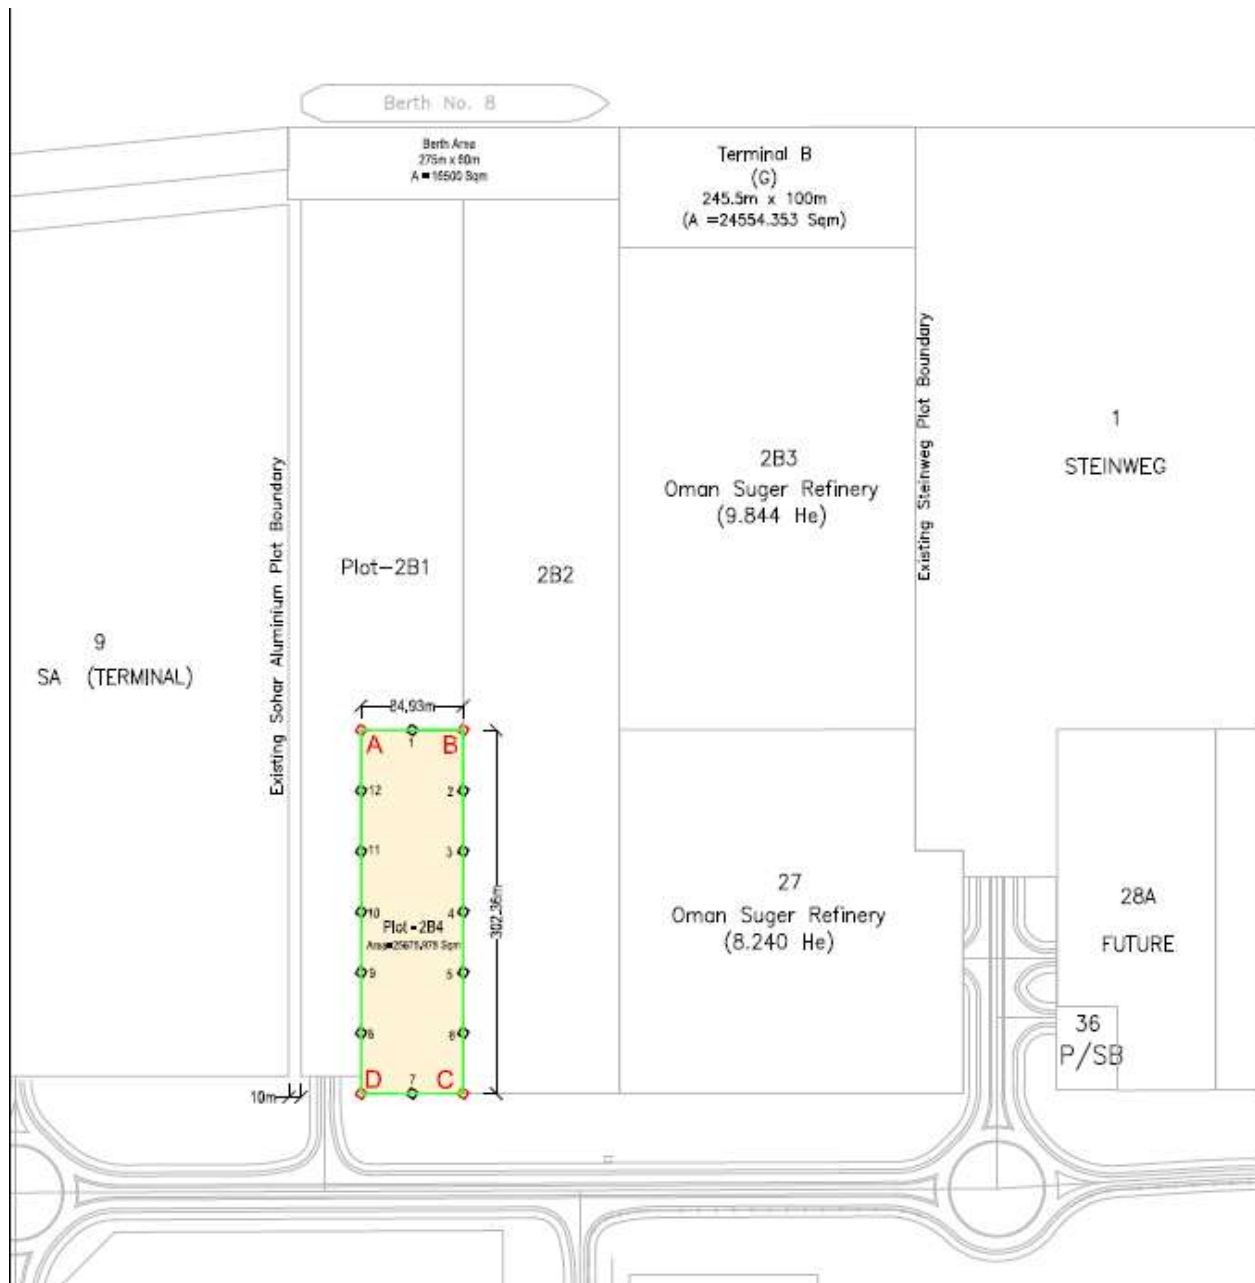 Berth No. 8
Berth Area
275m x 60m
A = 16500 Sqm
Terminal B
(G)
245.5m x 100m
(A =24554.353 Sqm)
Existing Steinweg Plot Boundary
1
STEINWEG
2B3
Oman Suger Refinery
(9.844 He)
Existing Sohar Aluminium Plot Boundary
Plot-2B1
2B2
9
SA (TERMINAL)
84.93m
A
1
B
12
2
11
3
10
4
302.36m
Plot-2B4
9
5
6
7
D
C
10m
27
Oman Suger Refinery
(8.240 He)
28A
FUTURE
36
P/SB